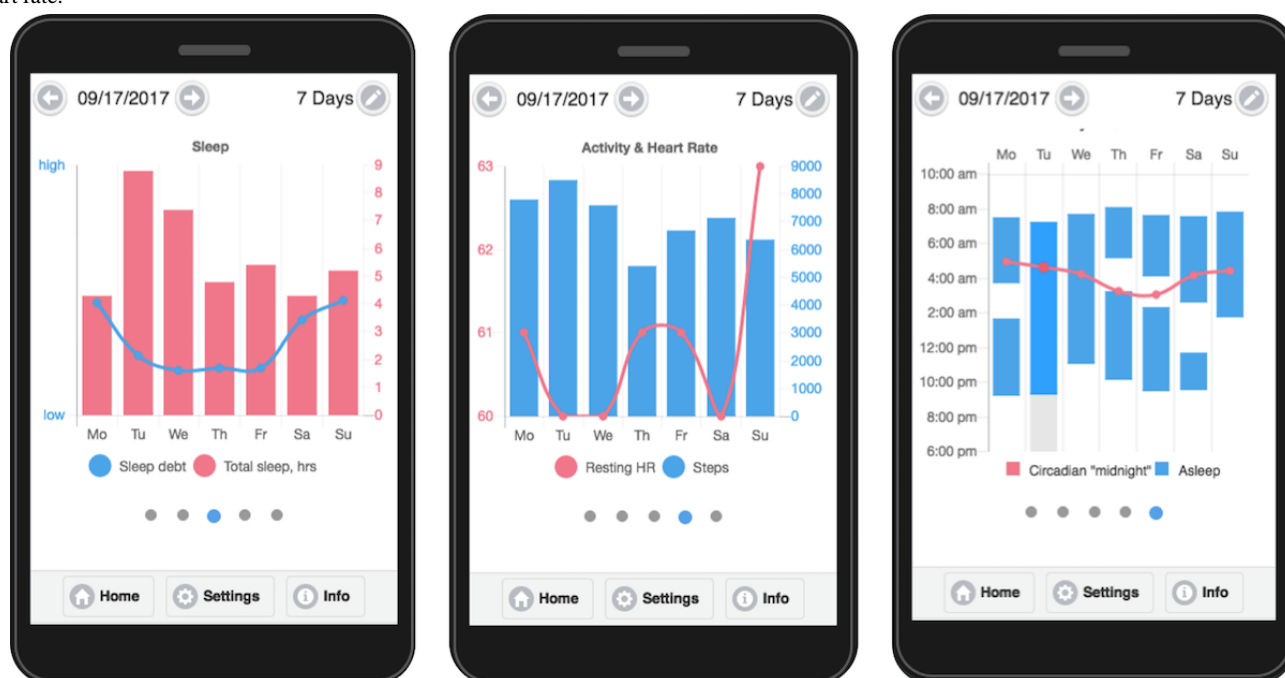 art rate.
09/17/2017 7 Days
Sleep
high
low
9
8
7
6
5
4
3
2
1
0
Mo Tu We Th Fr Sa Su
Sleep debt Total sleep, hrs
Home Settings Info
09/17/2017 7 Days
Activity & Heart Rate
63
62
61
60
9000
8000
7000
6000
5000
4000
3000
2000
1000
0
Mo Tu We Th Fr Sa Su
Resting HR Steps
Home Settings Info
09/17/2017 7 Days
Mo Tu We Th Fr Sa Su
10:00 am
8:00 am
6:00 am
4:00 am
2:00 am
12:00 pm
10:00 pm
8:00 pm
6:00 pm
Circadian "midnight" Asleep
Home Settings Info